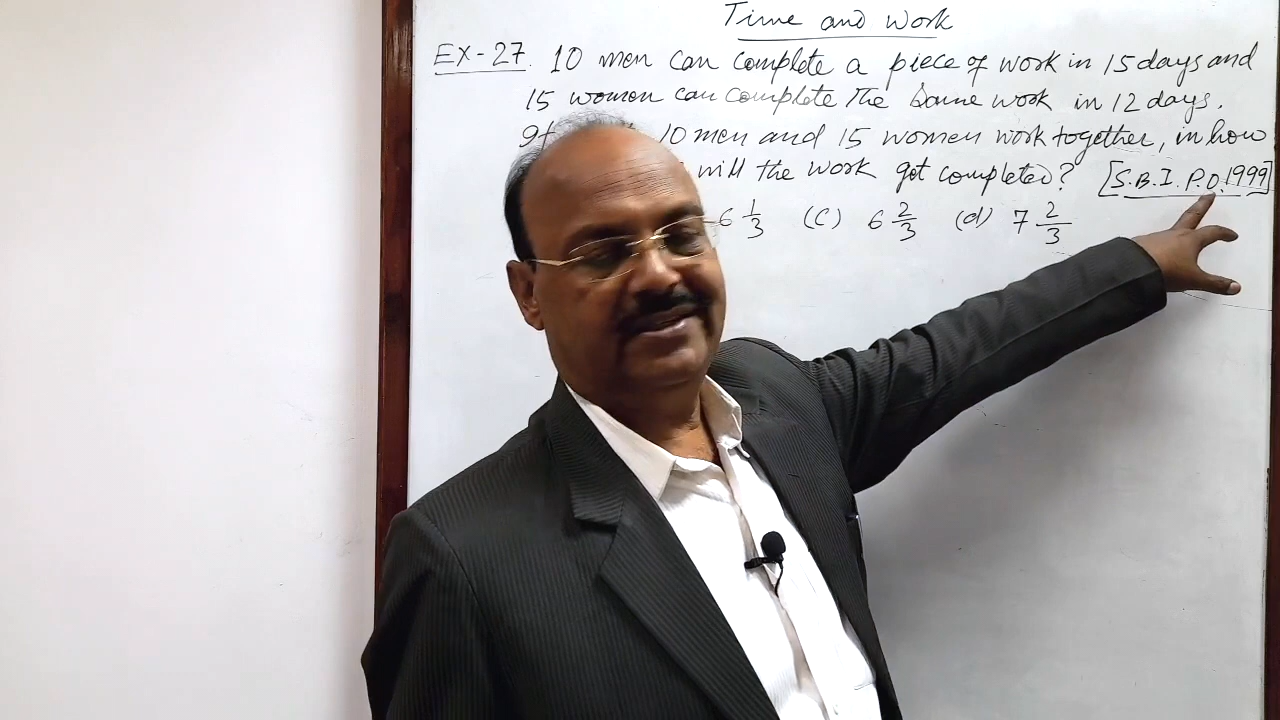 Time and Work
EX-27. 10 men can complete a piece of work in 15 days and
15 women can complete the same work in 12 days.
If 10 men and 15 women work together, in how
will the work get completed? [S.B.I. P.O. 1999]
6 1/3 (c) 6 2/3 (d) 7 2/3